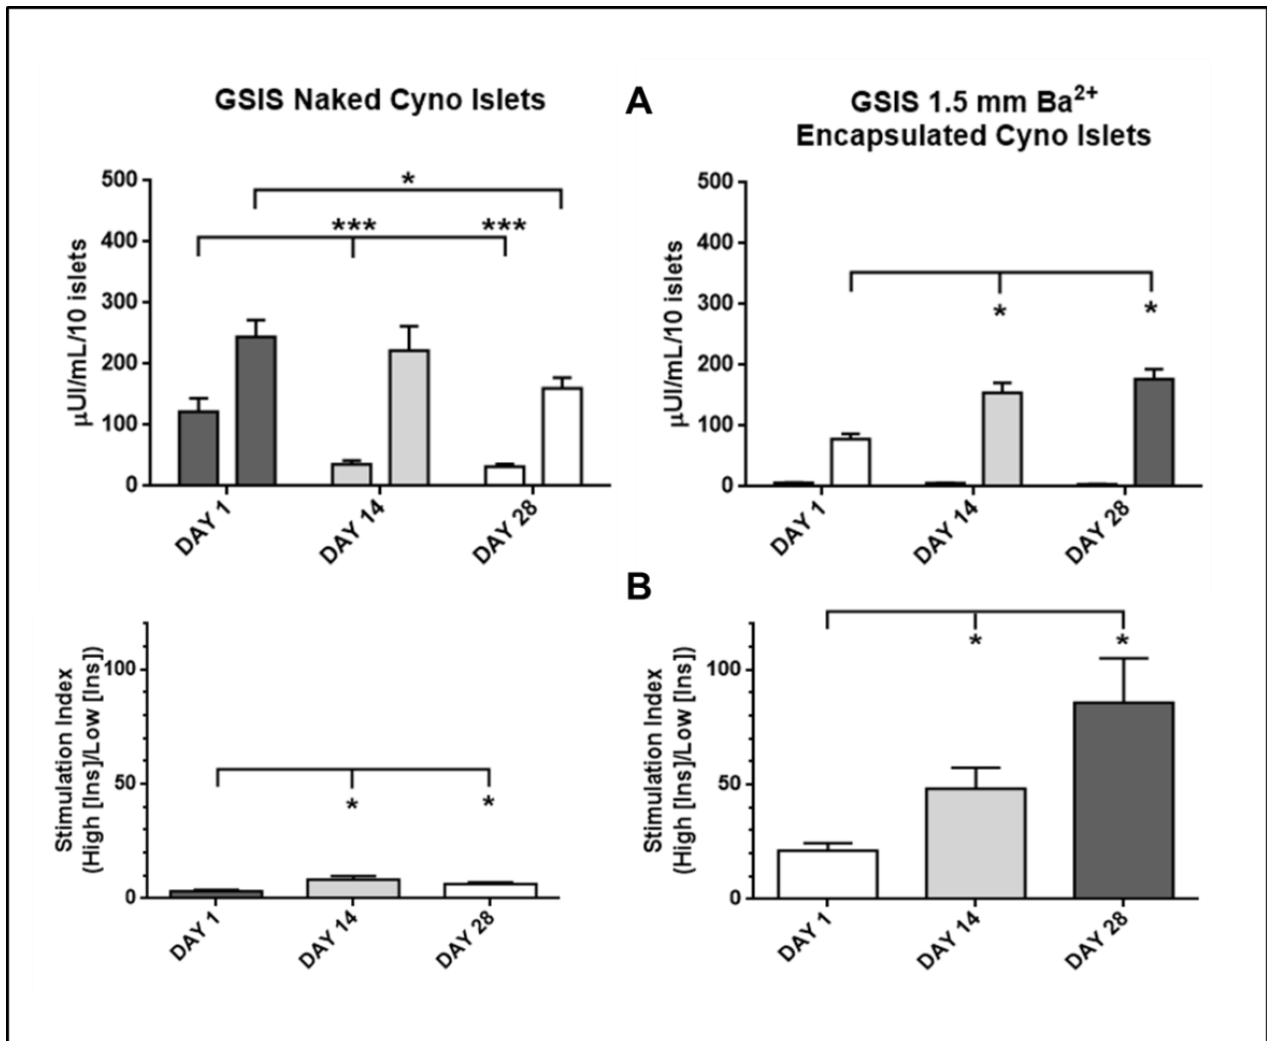 GSIS Naked Cyno Islets
A
GSIS 1.5 mm Ba²⁺
Encapsulated Cyno Islets
µUI/mL/10 islets
500
400
300
200
100
0
*
***
***
DAY 1
DAY 14
DAY 28
µUI/mL/10 islets
500
400
300
200
100
0
*
*
DAY 1
DAY 14
DAY 28
B
Stimulation Index
(High [Ins]/Low [Ins])
100
50
0
*
*
DAY 1
DAY 14
DAY 28
Stimulation Index
(High [Ins]/Low [Ins])
100
50
0
*
*
DAY 1
DAY 14
DAY 28